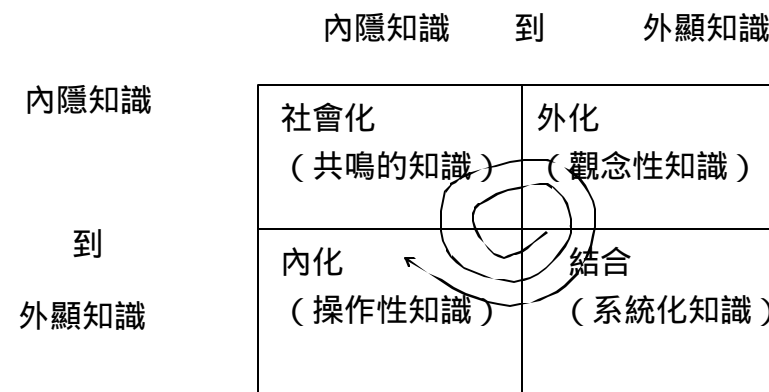 內隱知識 到 外顯知識
內隱知識
社會化 外化
（共鳴的知識） （觀念性知識）
到
內化 結合
（操作性知識） （系統化知識）
外顯知識